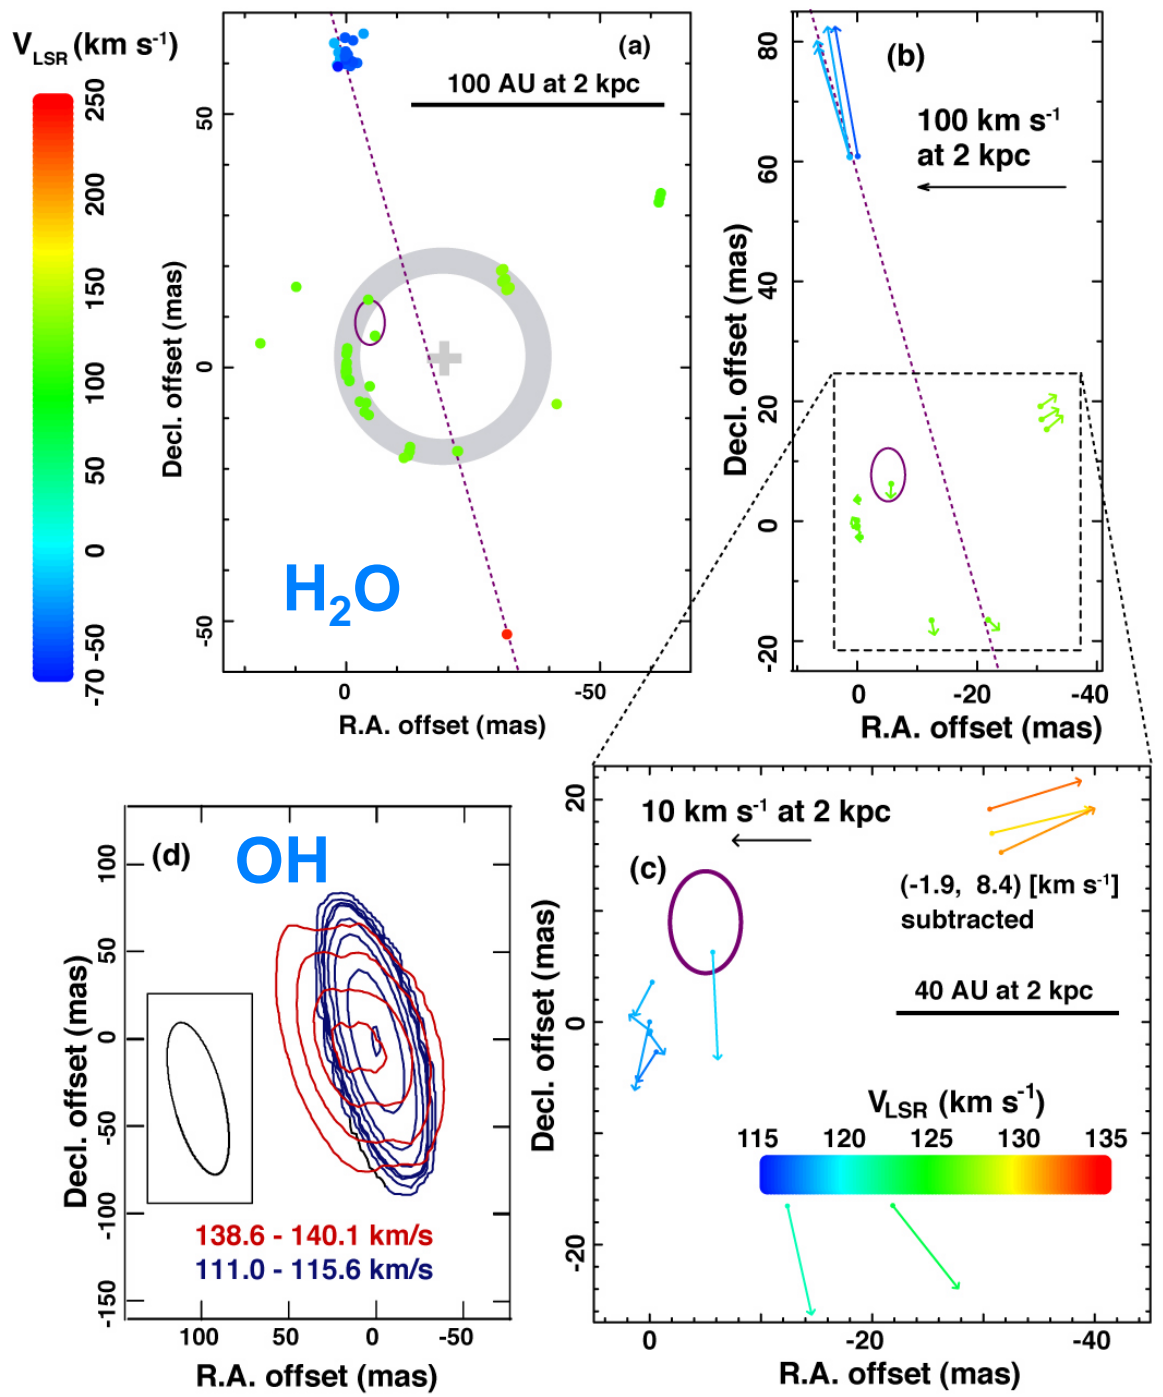 V_LSR (km s⁻¹)
250
200
150
100
50
0
-50
-70
(a)
100 AU at 2 kpc
H₂O
50
0
-50
Decl. offset (mas)
0
-50
R.A. offset (mas)
(b)
100 km s⁻¹
at 2 kpc
80
60
40
20
0
-20
Decl. offset (mas)
0
-20
-40
R.A. offset (mas)
(d)
OH
100
50
0
-50
-100
-150
Decl. offset (mas)
138.6 - 140.1 km/s
111.0 - 115.6 km/s
100
50
0
-50
R.A. offset (mas)
10 km s⁻¹ at 2 kpc
(c)
(-1.9, 8.4) [km s⁻¹]
subtracted
40 AU at 2 kpc
V_LSR (km s⁻¹)
115
120
125
130
135
20
0
-20
Decl. offset (mas)
0
-20
-40
R.A. offset (mas)